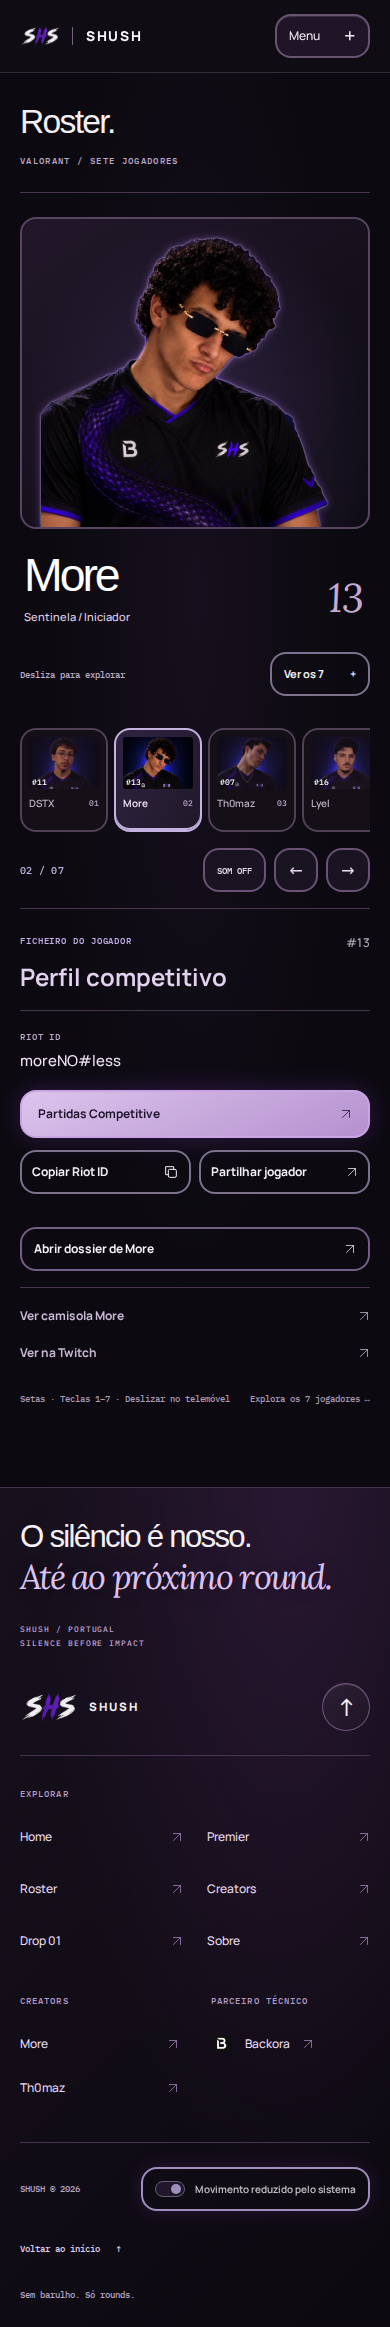 SHS | SHUSH
Menu +
Roster.
VALORANT / SETE JOGADORES
B SHS
More
13
Sentinela / Iniciador
Desliza para explorar
Ver os 7 +
#11 #13 #07 #16
DSTX 01 More 02 Th0maz 03 Lyel
02 / 07
SOM OFF ← →
FICHEIRO DO JOGADOR
#13
Perfil competitivo
RIOT ID
moreNO#less
Partidas Competitive ↗
Copiar Riot ID
Partilhar jogador ↗
Abrir dossier de More ↗
Ver camisola More ↗
Ver na Twitch ↗
Setas · Teclas 1–7 · Deslizar no telemóvel
Explora os 7 jogadores ↔
O silêncio é nosso.
Até ao próximo round.
SHUSH / PORTUGAL
SILENCE BEFORE IMPACT
SHS SHUSH
↑
EXPLORAR
Home ↗ Premier ↗
Roster ↗ Creators ↗
Drop 01 ↗ Sobre ↗
CREATORS
PARCEIRO TÉCNICO
More ↗
B Backora ↗
Th0maz ↗
SHUSH © 2026
Movimento reduzido pelo sistema
Voltar ao início ↑
Sem barulho. Só rounds.